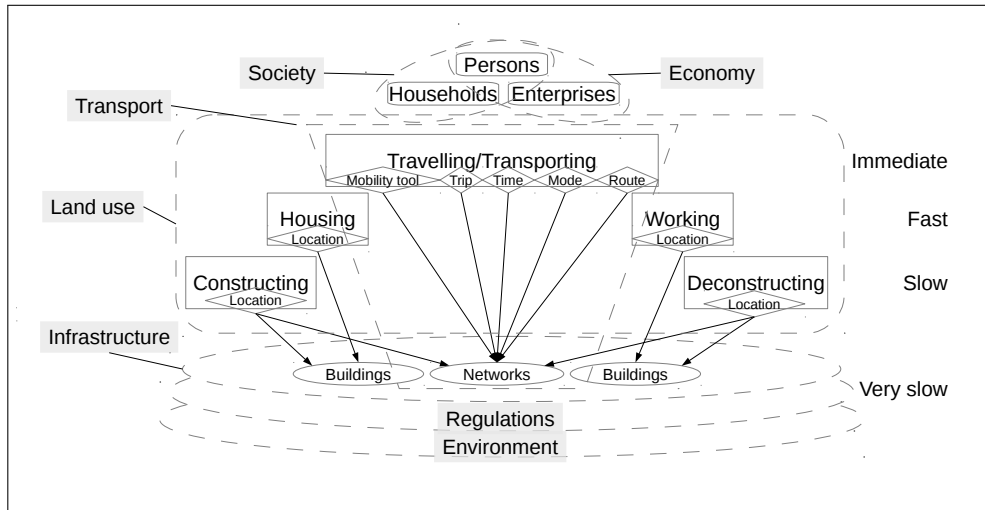 Persons
Society
Economy
Households
Enterprises
Transport
Travelling/Transporting
Immediate
Mobility tool
Trip
Time
Mode
Route
Land use
Housing
Working
Fast
Location
Location
Constructing
Deconstructing
Slow
Location
Location
Infrastructure
Buildings
Networks
Buildings
Very slow
Regulations
Environment